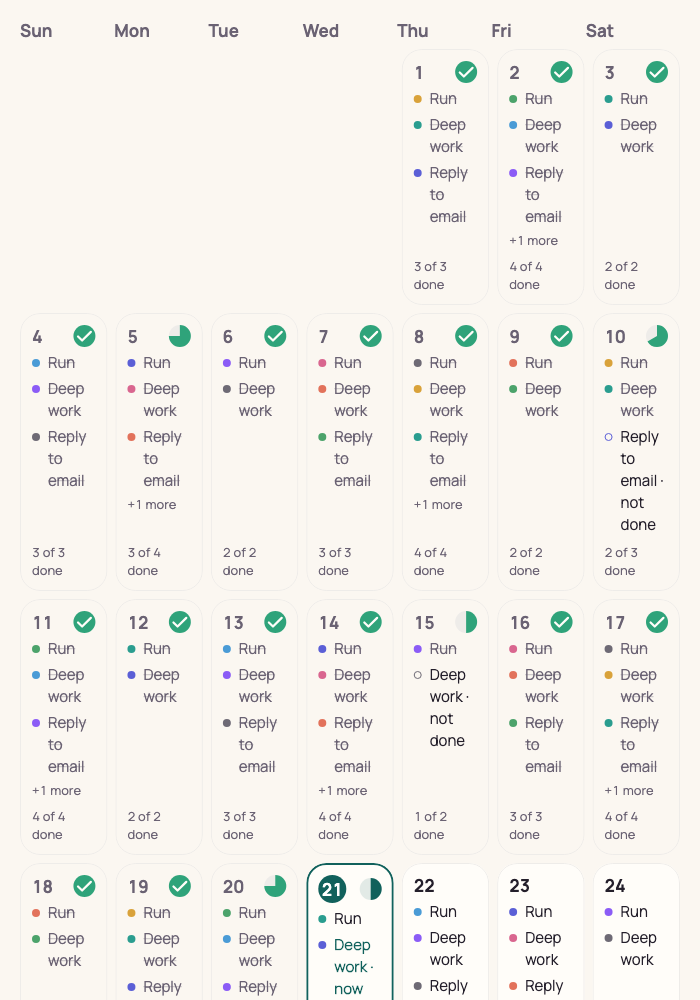 Sun Mon Tue Wed Thu Fri Sat
1
Run
Deep
work
Reply
to
email
3 of 3
done
2
Run
Deep
work
Reply
to
email
+1 more
4 of 4
done
3
Run
Deep
work
2 of 2
done
4
Run
Deep
work
Reply
to
email
3 of 3
done
5
Run
Deep
work
Reply
to
email
+1 more
3 of 4
done
6
Run
Deep
work
2 of 2
done
7
Run
Deep
work
Reply
to
email
3 of 3
done
8
Run
Deep
work
Reply
to
email
+1 more
4 of 4
done
9
Run
Deep
work
2 of 2
done
10
Run
Deep
work
Reply
to
email ·
not
done
2 of 3
done
11
Run
Deep
work
Reply
to
email
+1 more
4 of 4
done
12
Run
Deep
work
2 of 2
done
13
Run
Deep
work
Reply
to
email
3 of 3
done
14
Run
Deep
work
Reply
to
email
+1 more
4 of 4
done
15
Run
Deep
work ·
not
done
1 of 2
done
16
Run
Deep
work
Reply
to
email
3 of 3
done
17
Run
Deep
work
Reply
to
email
+1 more
4 of 4
done
18
Run
Deep
work
19
Run
Deep
work
Reply
20
Run
Deep
work
Reply
21
Run
Deep
work ·
now
22
Run
Deep
work
Reply
23
Run
Deep
work
Reply
24
Run
Deep
work